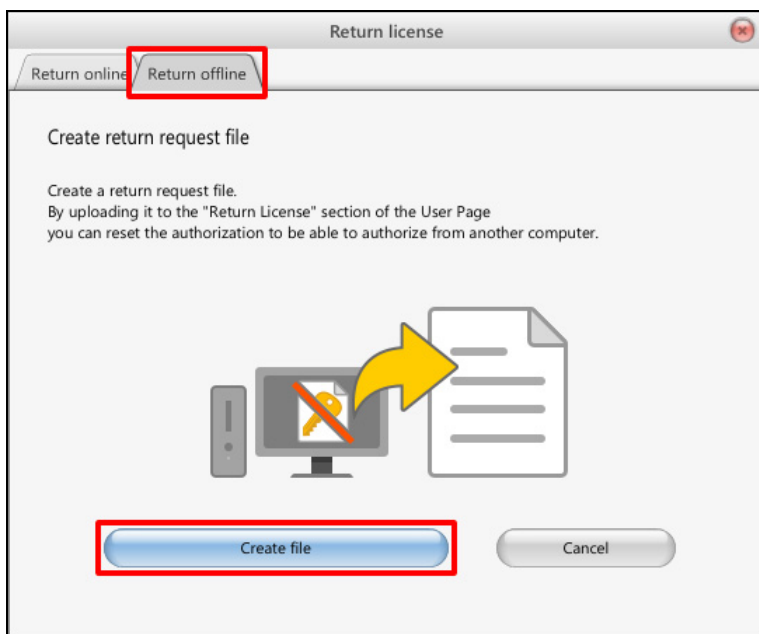 Return license
Return online
Return offline
Create return request file
Create a return request file.
By uploading it to the "Return License" section of the User Page
you can reset the authorization to be able to authorize from another computer.
Create file
Cancel